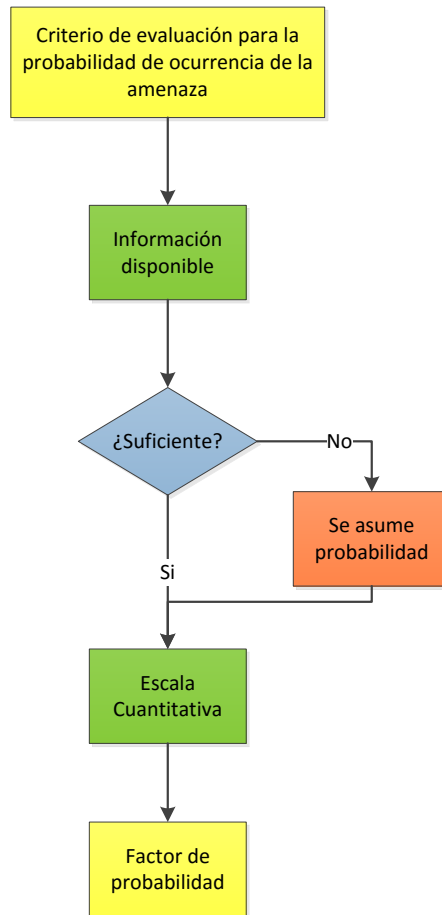 Criterio de evaluación para la
probabilidad de ocurrencia de la
amenaza
Información
disponible
¿Suficiente?
No
Se asume
probabilidad
Si
Escala
Cuantitativa
Factor de
probabilidad